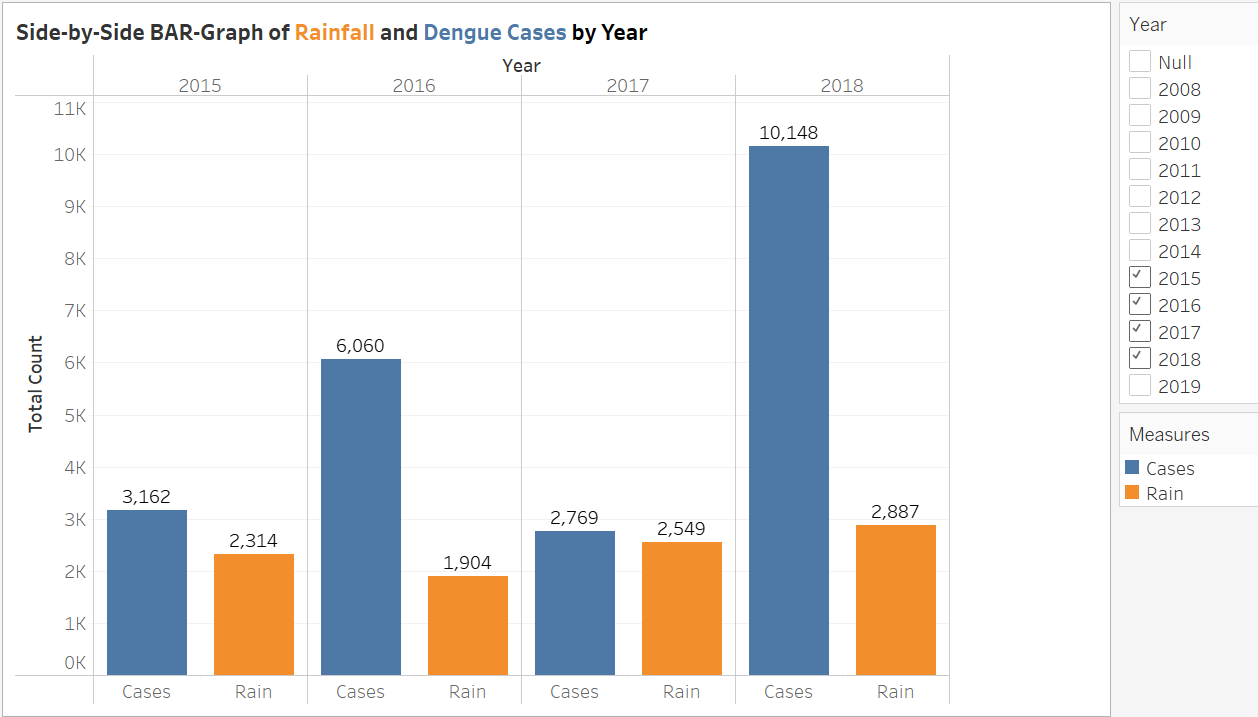 Side-by-Side BAR-Graph of Rainfall and Dengue Cases by Year
Year
2015 2016 2017 2018
11K
10K
9K
8K
7K
6K
5K
4K
3K
2K
1K
0K
Total Count
3,162
2,314
6,060
1,904
2,769
2,549
10,148
2,887
Cases Rain Cases Rain Cases Rain Cases Rain
Year
Null
2008
2009
2010
2011
2012
2013
2014
2015
2016
2017
2018
2019
Measures
Cases
Rain